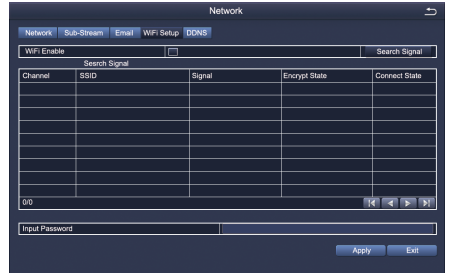 Network
Network Sub-Stream Email WiFi Setup DDNS
WiFi Enable Search Signal
Sesrch Signal
Channel SSID Signal Encrypt State Connect State
0/0
Input Password
Apply Exit